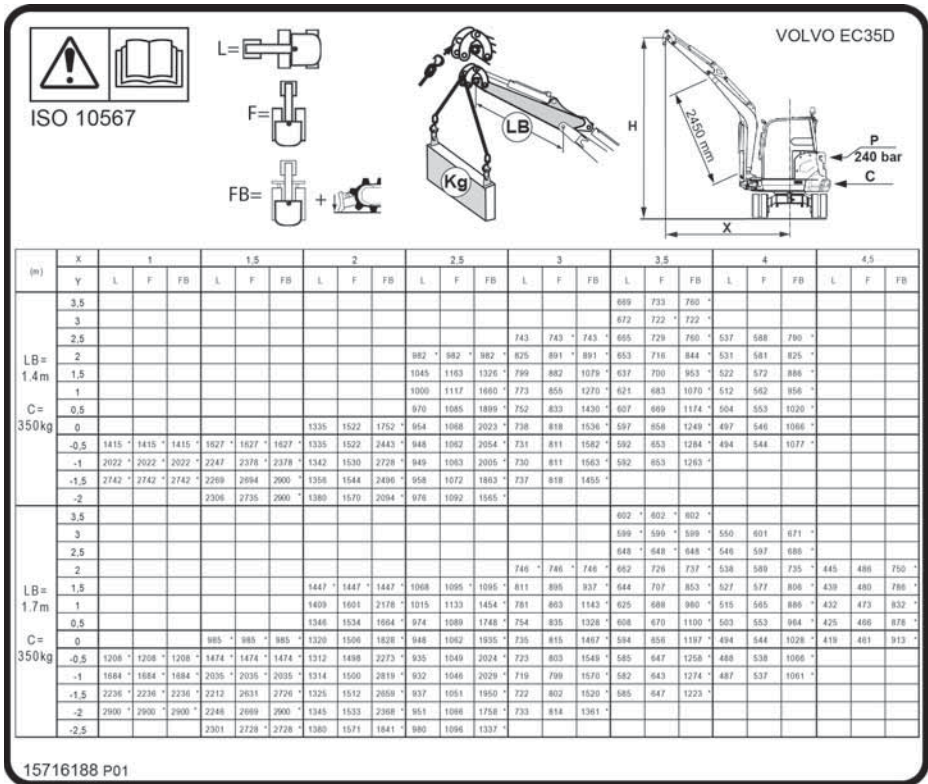 VOLVO EC35D
ISO 10567
L=
F=
FB= +
LB
Kg
H
2450 mm
P
240 bar
C
X
(m) X 1 1,5 2 2,5 3 3,5 4 4,5
Y L F FB L F FB L F FB L F FB L F FB L F FB L F FB L F FB
LB= 1.4m C= 350kg
3,5 669 733 760 *
3 672 722 * 722 *
2,5 743 743 * 743 * 665 729 760 * 537 588 790 *
2 982 * 982 * 982 * 825 891 * 891 * 653 716 844 * 531 581 825 *
1,5 1045 1163 1326 * 799 882 1079 * 637 700 953 * 522 572 886 *
1 1000 1117 1660 * 773 855 1270 * 621 683 1070 * 512 562 956 *
0,5 970 1085 1899 * 752 833 1430 * 607 669 1174 * 504 553 1020 *
0 1335 1522 1752 * 954 1068 2023 * 738 818 1536 * 597 658 1249 * 497 546 1066 *
-0,5 1415 * 1415 * 1415 * 1627 * 1627 * 1627 * 1335 1522 2443 * 948 1062 2054 * 731 811 1582 * 592 653 1284 * 494 544 1077 *
-1 2022 * 2022 * 2022 * 2247 2378 * 2378 * 1342 1530 2728 * 949 1063 2005 * 730 811 1563 * 592 653 1263 *
-1,5 2742 * 2742 * 2742 * 2269 2694 2900 * 1356 1544 2496 * 958 1072 1863 * 737 818 1455 *
-2 2306 2735 2900 * 1380 1570 2094 * 976 1092 1565 *
LB= 1.7m C= 350kg
3,5 602 * 602 * 602 *
3 599 * 599 * 599 * 550 601 671 *
2,5 648 * 648 * 648 * 546 597 686 *
2 746 * 746 * 746 * 662 726 737 * 538 589 735 * 445 486 750 *
1,5 1447 * 1447 * 1447 * 1068 1095 * 1095 * 811 895 937 * 644 707 853 * 527 577 806 * 439 480 786 *
1 1409 1601 2178 * 1015 1133 1454 * 781 863 1143 * 625 688 980 * 515 565 886 * 432 473 832 *
0,5 1346 1534 1664 * 974 1089 1748 * 754 835 1328 * 608 670 1100 * 503 553 964 * 425 466 878 *
0 985 * 985 * 985 * 1320 1506 1828 * 948 1062 1935 * 735 815 1467 * 594 656 1197 * 494 544 1028 * 419 461 913 *
-0,5 1208 * 1208 * 1208 * 1474 * 1474 * 1474 * 1312 1498 2273 * 935 1049 2024 * 723 803 1549 * 585 647 1258 * 488 538 1066 *
-1 1684 * 1684 * 1684 * 2035 * 2035 * 2035 * 1314 1500 2819 * 932 1046 2029 * 719 799 1570 * 582 643 1274 * 487 537 1061 *
-1,5 2236 * 2236 * 2236 * 2212 2631 2726 * 1325 1512 2659 * 937 1051 1950 * 722 802 1520 * 585 647 1223 *
-2 2900 * 2900 * 2900 * 2246 2669 2900 * 1345 1533 2368 * 951 1066 1758 * 733 814 1361 *
-2,5 2301 2728 * 2728 * 1380 1571 1841 * 980 1096 1337 *
15716188 P01